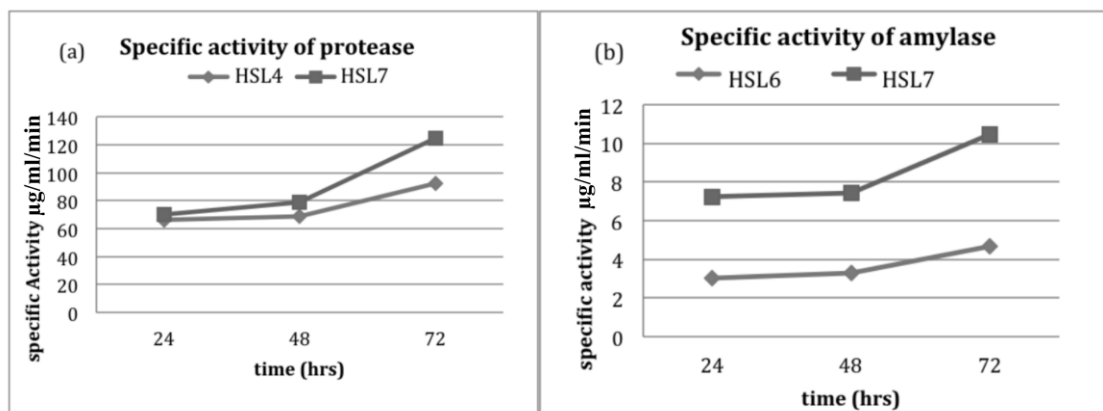 (a) Specific activity of protease
HSL4 HSL7
specific Activity µg/ml/min
140
120
100
80
60
40
20
0
24 48 72
time (hrs)
(b) Specific activity of amylase
HSL6 HSL7
specific activity µg/ml/min
12
10
8
6
4
2
0
24 48 72
time (hrs)